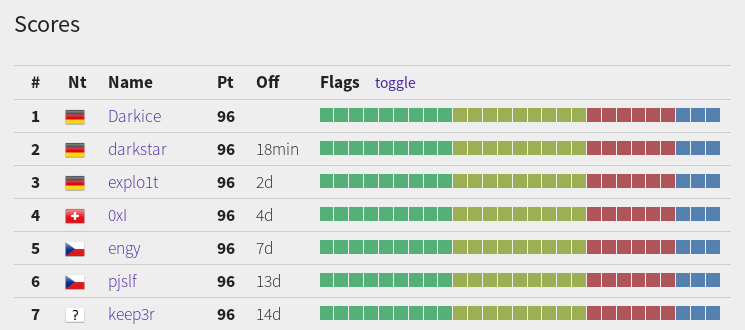 Scores
# Nt Name Pt Off Flags toggle
1 Darkice 96
2 darkstar 96 18min
3 explo1t 96 2d
4 0xI 96 4d
5 engy 96 7d
6 pjslf 96 13d
7 ? keep3r 96 14d